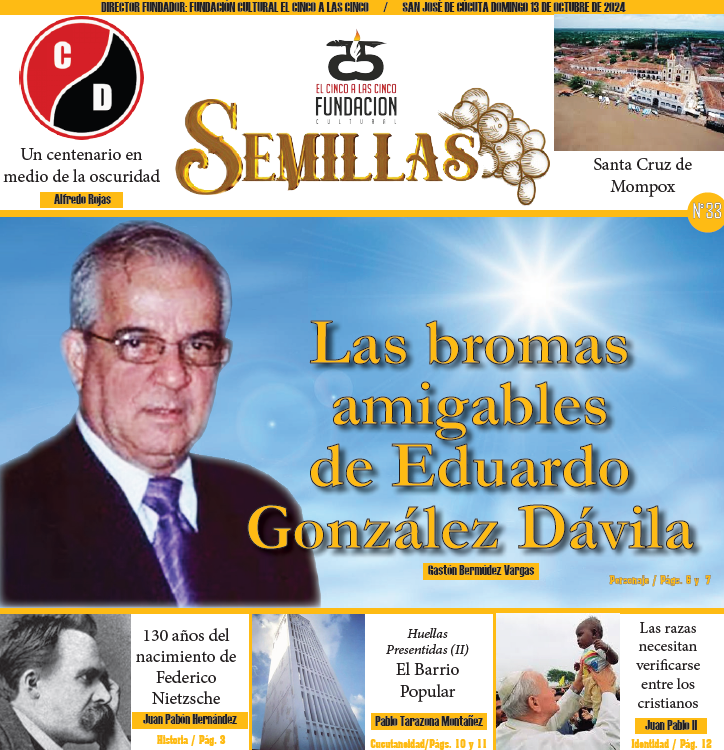 DIRECTOR FUNDADOR: FUNDACIÓN CULTURAL EL CINCO A LAS CINCO / SAN JOSÉ DE CÚCUTA DOMINGO 13 DE OCTUBRE DE 2024
C
D
Un centenario en
medio de la oscuridad
Alfredo Rojas
EL CINCO A LAS CINCO
FUNDACION
CULTURAL
SEMILLAS
Santa Cruz de
Mompox
N° 33
Las bromas
amigables
de Eduardo
González Dávila
Gastón Bermúdez Vargas
Personaje / Págs. 6 y 7
130 años del
nacimiento de
Federico
Nietzsche
Juan Pabón Hernández
Historia / Pág. 3
Huellas
Presentidas (II)
El Barrio
Popular
Pablo Tarazona Montañez
Cucutaneidad/Págs. 10 y 11
Las razas
necesitan
verificarse
entre los
cristianos
Juan Pablo II
Identidad / Pág. 12